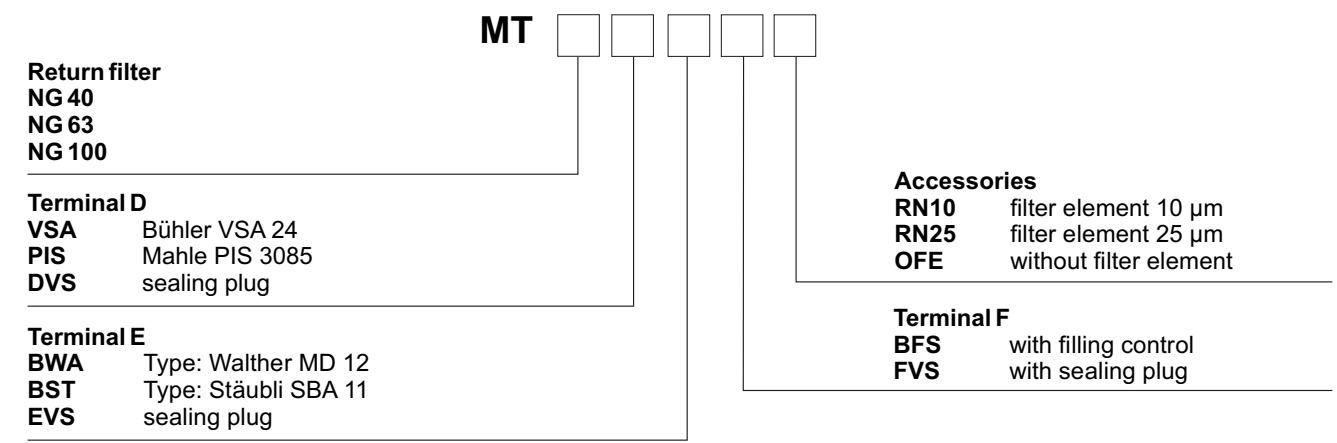 MT
Return filter
NG 40
NG 63
NG 100
Terminal D
VSA Bühler VSA 24
PIS Mahle PIS 3085
DVS sealing plug
Terminal E
BWA Type: Walther MD 12
BST Type: Stäubli SBA 11
EVS sealing plug
Accessories
RN10 filter element 10 µm
RN25 filter element 25 µm
OFE without filter element
Terminal F
BFS with filling control
FVS with sealing plug